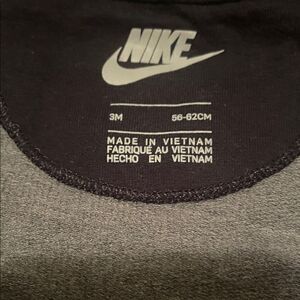 NIKE
3M 56-62CM
MADE IN VIETNAM
FABRIQUÉ AU VIETNAM
HECHO EN VIETNAM